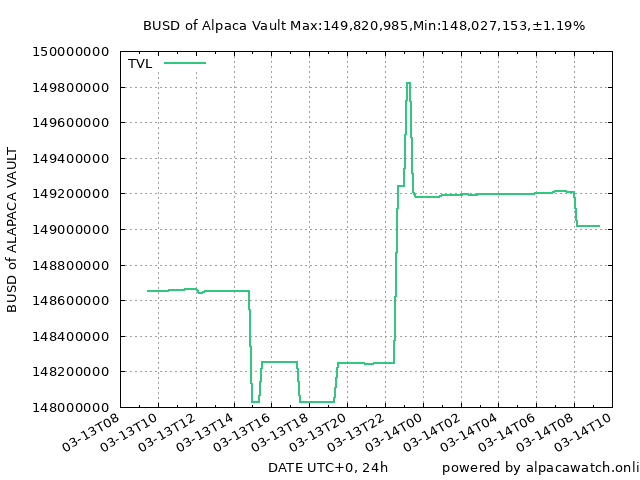 BUSD of Alpaca Vault Max:149,820,985,Min:148,027,153,±1.19%
TVL
150000000
149800000
149600000
149400000
149200000
149000000
148800000
148600000
148400000
148200000
148000000
BUSD of ALAPACA VAULT
03-13T08
03-13T10
03-13T12
03-13T14
03-13T16
03-13T18
03-13T20
03-13T22
03-14T00
03-14T02
03-14T04
03-14T06
03-14T08
03-14T10
DATE UTC+0, 24h
powered by alpacawatch.onli